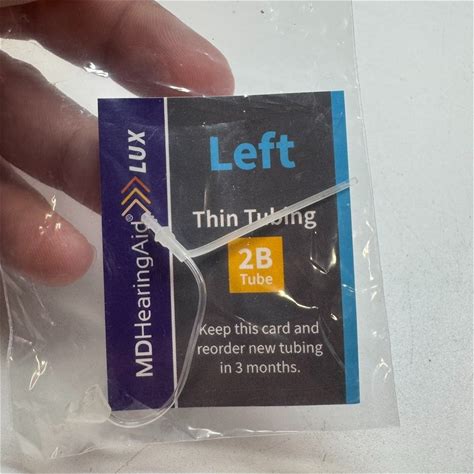 MDHearingAid® LUX
Left
Thin Tubing
2B
Tube
Keep this card and
reorder new tubing
in 3 months.